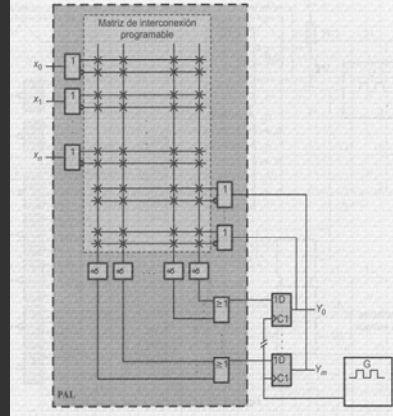 Matriz de interconexión
programable
x0
1
x1
1
xn
1
1
1
&
&
&
&
≥1
1D
C1
Y0
≥1
1D
C1
Ym
G
PAL